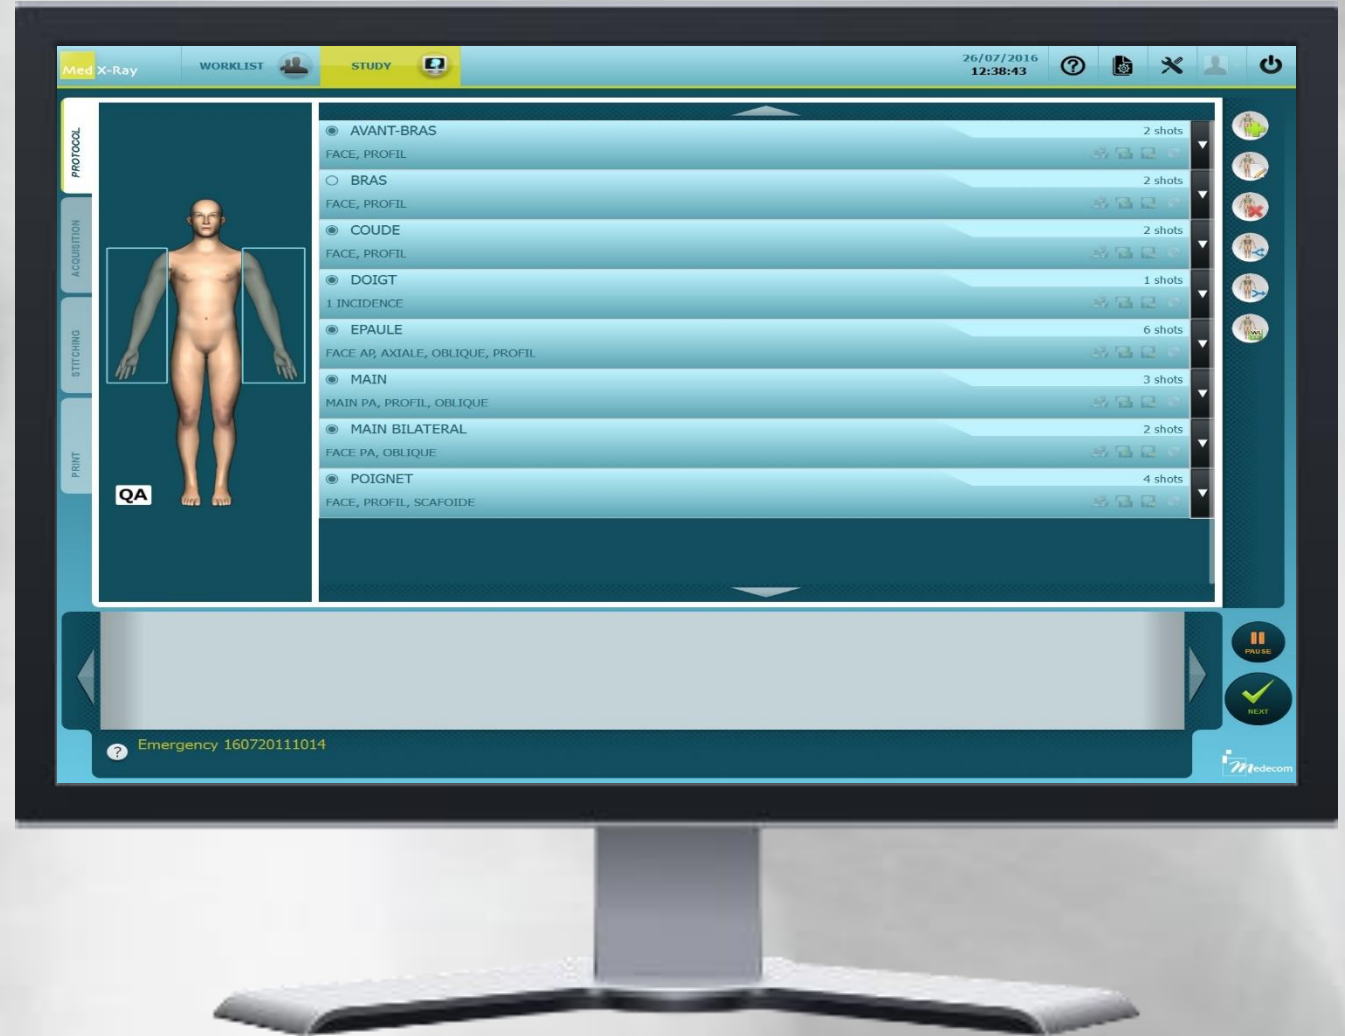 Med X-Ray
WORKLIST
STUDY
26/07/2016
12:38:43
PROTOCOL
ACQUISITION
STITCHING
PRINT
QA
AVANT-BRAS
2 shots
FACE, PROFIL
BRAS
2 shots
FACE, PROFIL
COUDE
2 shots
FACE, PROFIL
DOIGT
1 shots
1 INCIDENCE
EPAULE
6 shots
FACE AP, AXIALE, OBLIQUE, PROFIL
MAIN
3 shots
MAIN PA, PROFIL, OBLIQUE
MAIN BILATERAL
2 shots
FACE PA, OBLIQUE
POIGNET
4 shots
FACE, PROFIL, SCAFOIDE
PAUSE
NEXT
Emergency 160720111014
Medecom